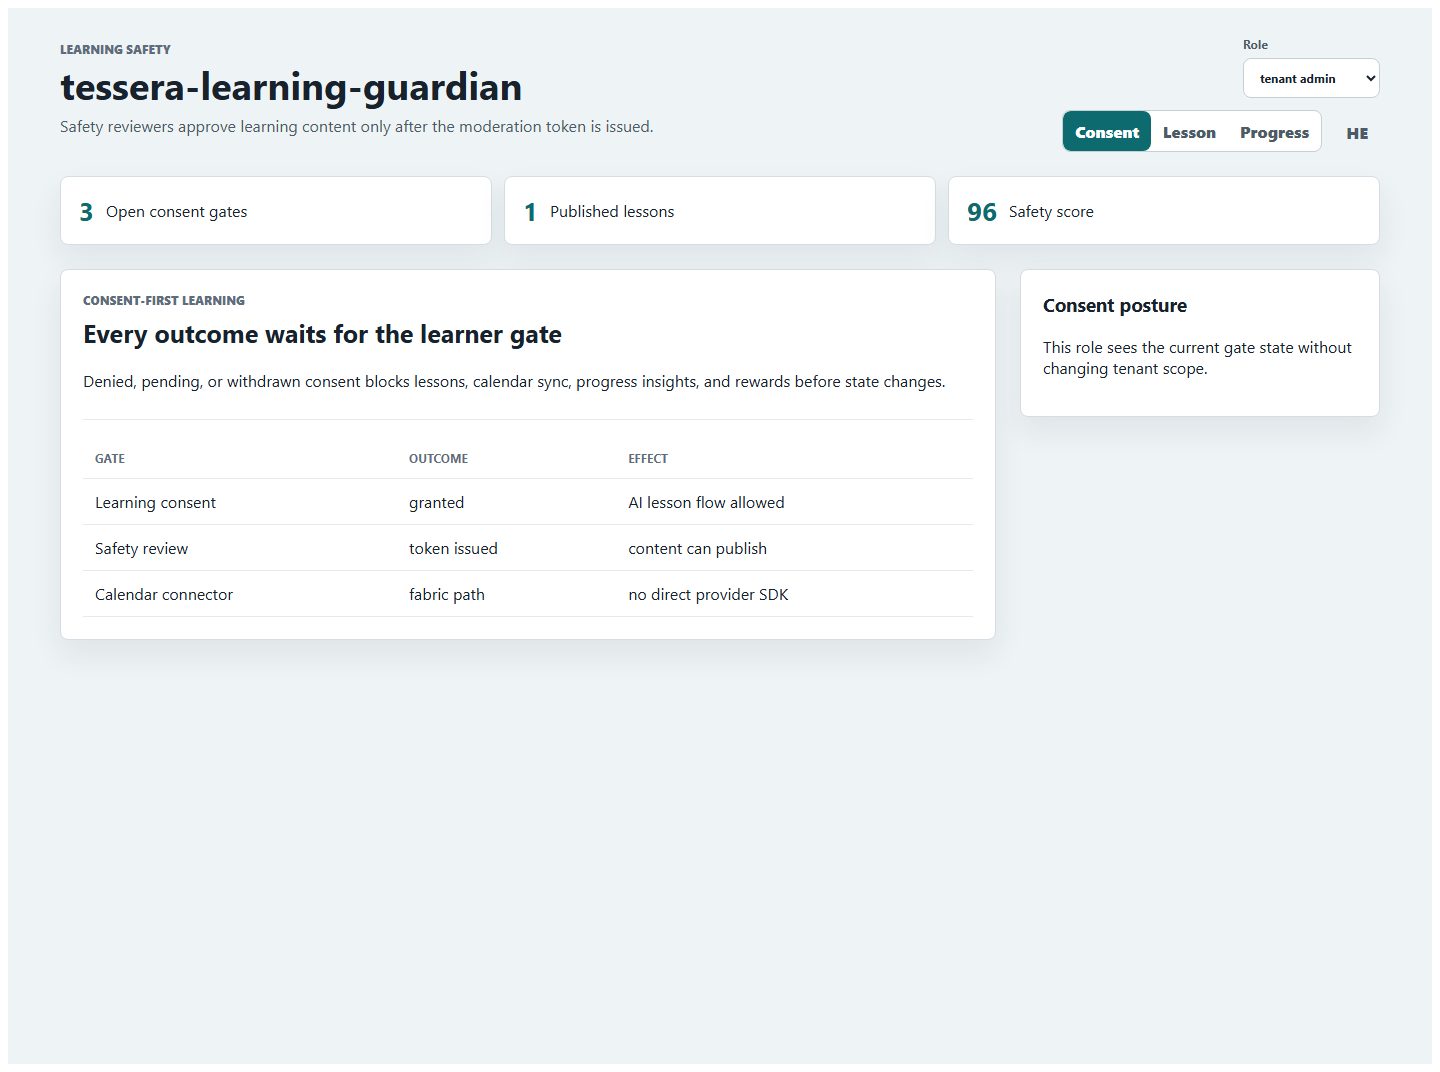 LEARNING SAFETY
tessera-learning-guardian
Safety reviewers approve learning content only after the moderation token is issued.
Role
tenant admin
Consent Lesson Progress HE
3 Open consent gates
1 Published lessons
96 Safety score
CONSENT-FIRST LEARNING
Every outcome waits for the learner gate
Denied, pending, or withdrawn consent blocks lessons, calendar sync, progress insights, and rewards before state changes.
GATE OUTCOME EFFECT
Learning consent granted AI lesson flow allowed
Safety review token issued content can publish
Calendar connector fabric path no direct provider SDK
Consent posture
This role sees the current gate state without
changing tenant scope.